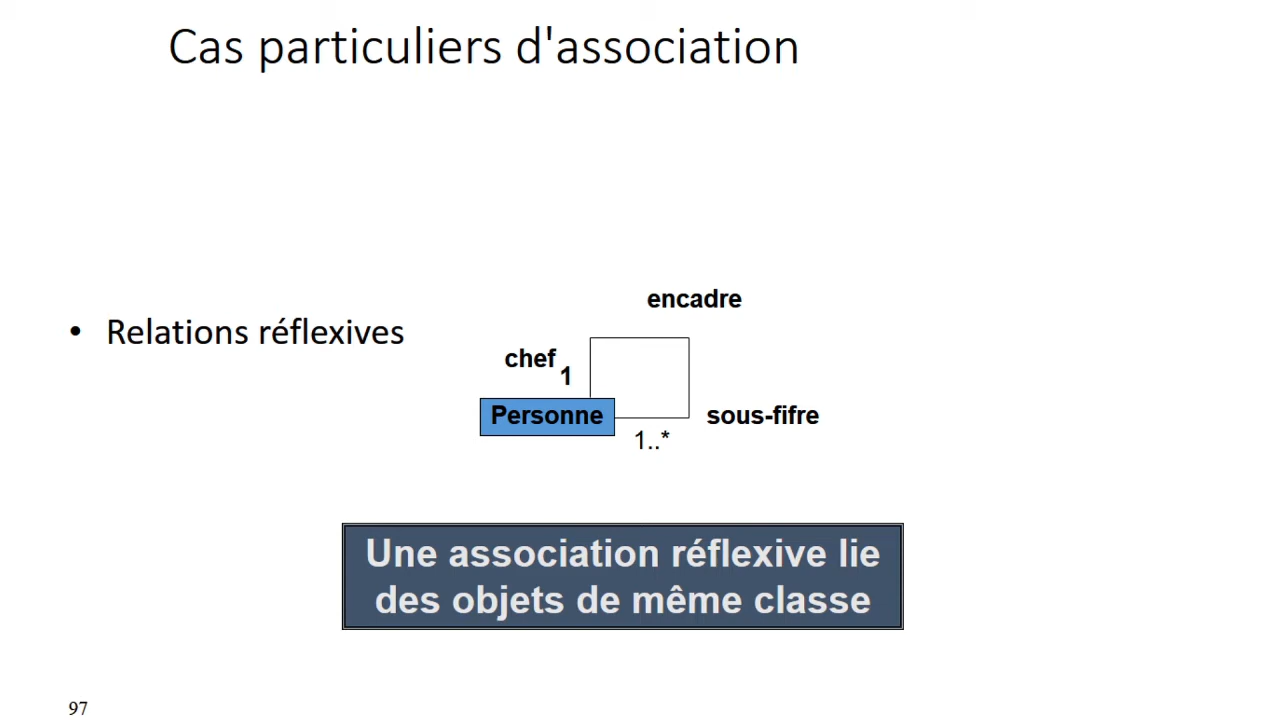 Cas particuliers d'association
encadre
• Relations réflexives
chef
1
Personne
sous-fifre
1..*
Une association réflexive lie
des objets de même classe
97